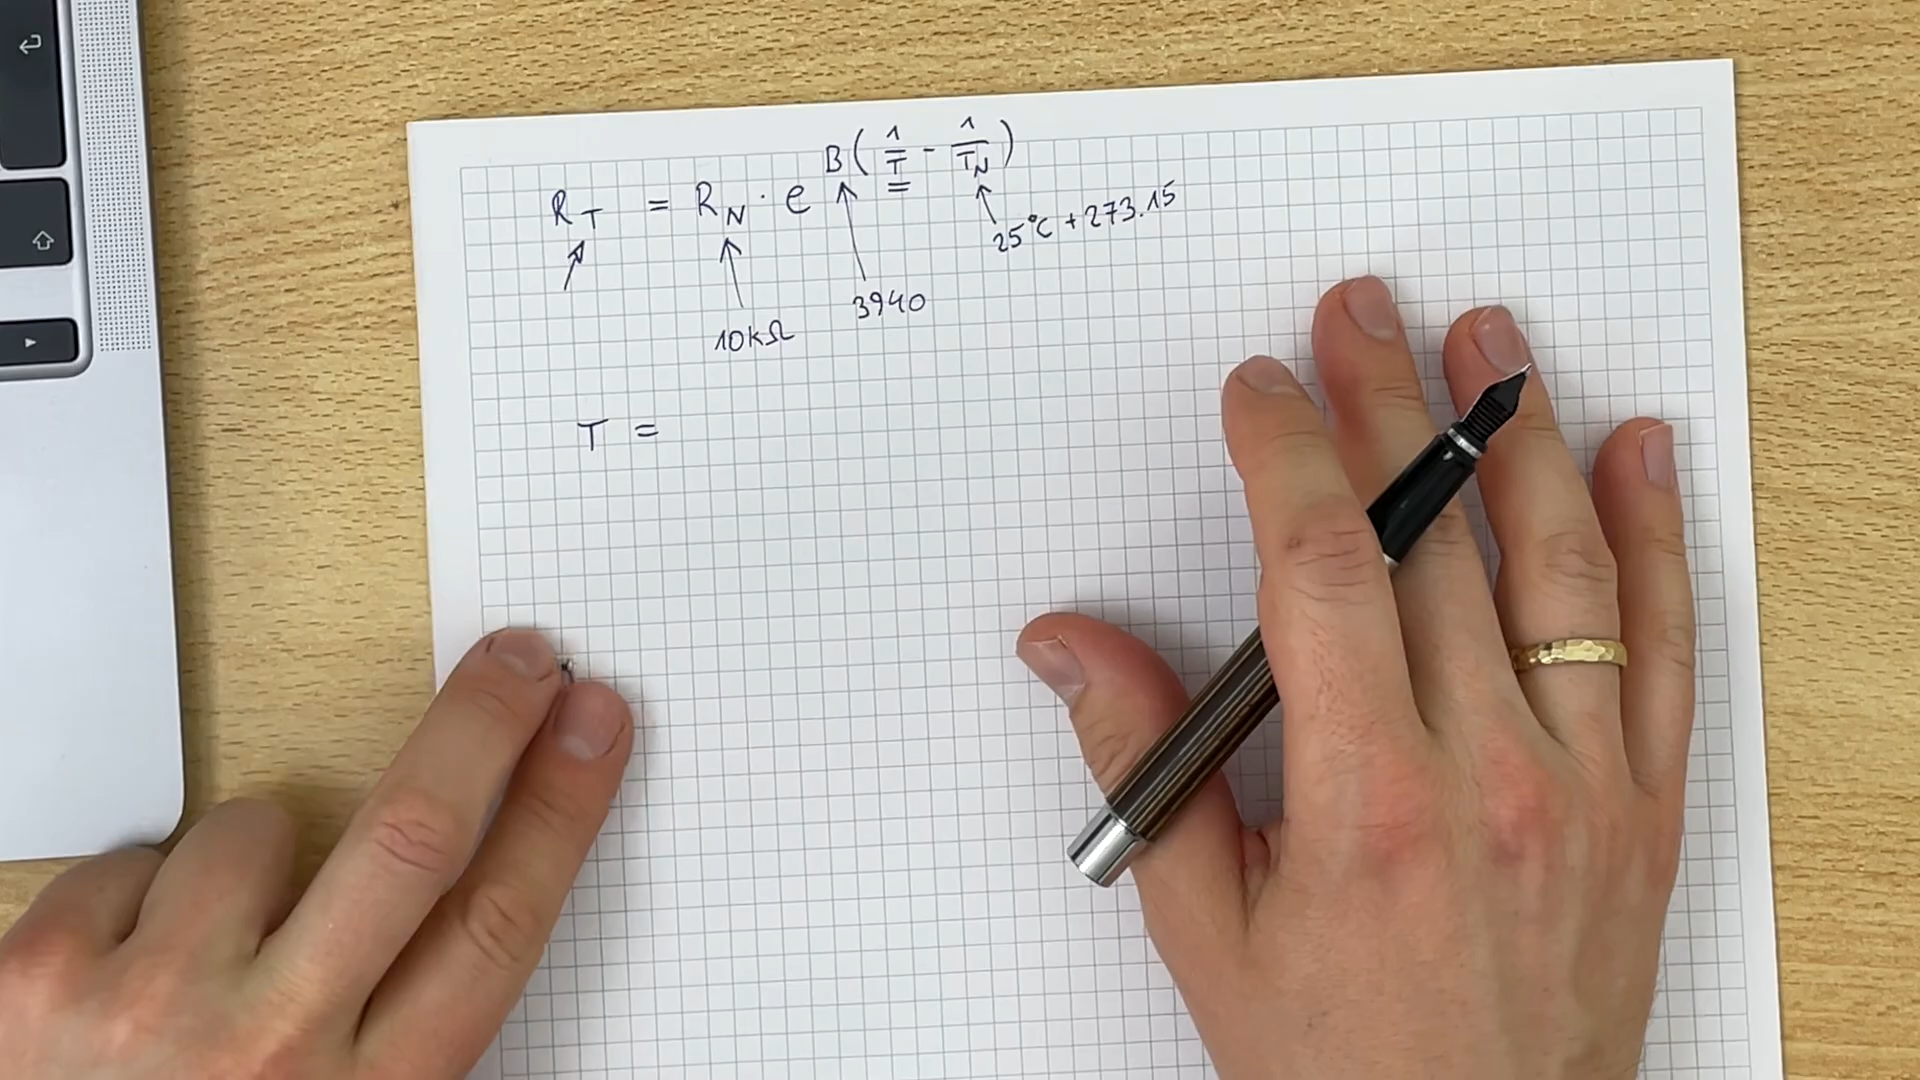 R_T = R_N · e^{B(1/T - 1/T_N)}
25°C + 273.15
3940
10kΩ
T =